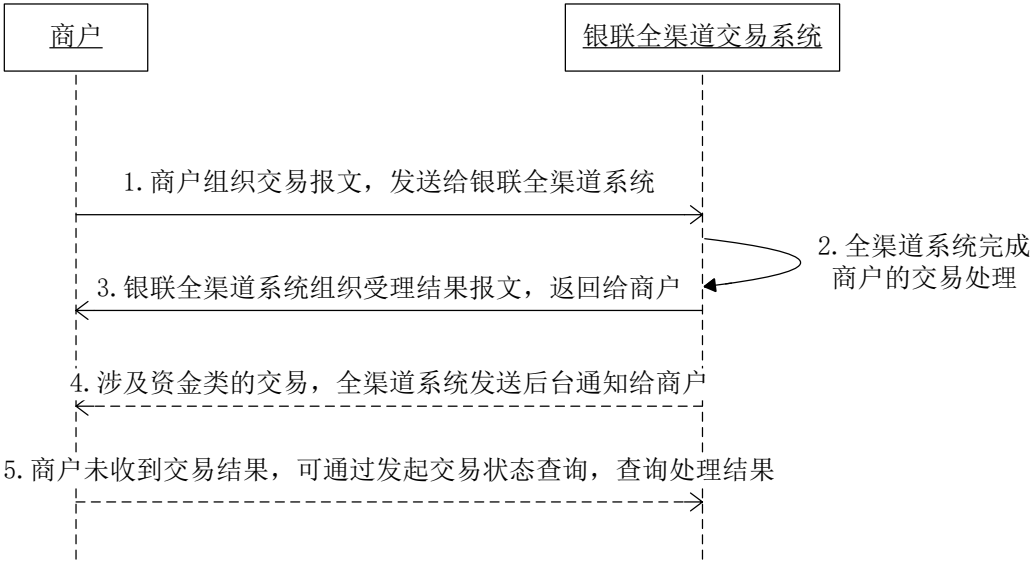 商户
银联全渠道交易系统
1.商户组织交易报文，发送给银联全渠道系统
2.全渠道系统完成
商户的交易处理
3.银联全渠道系统组织受理结果报文，返回给商户
4.涉及资金类的交易，全渠道系统发送后台通知给商户
5.商户未收到交易结果，可通过发起交易状态查询，查询处理结果